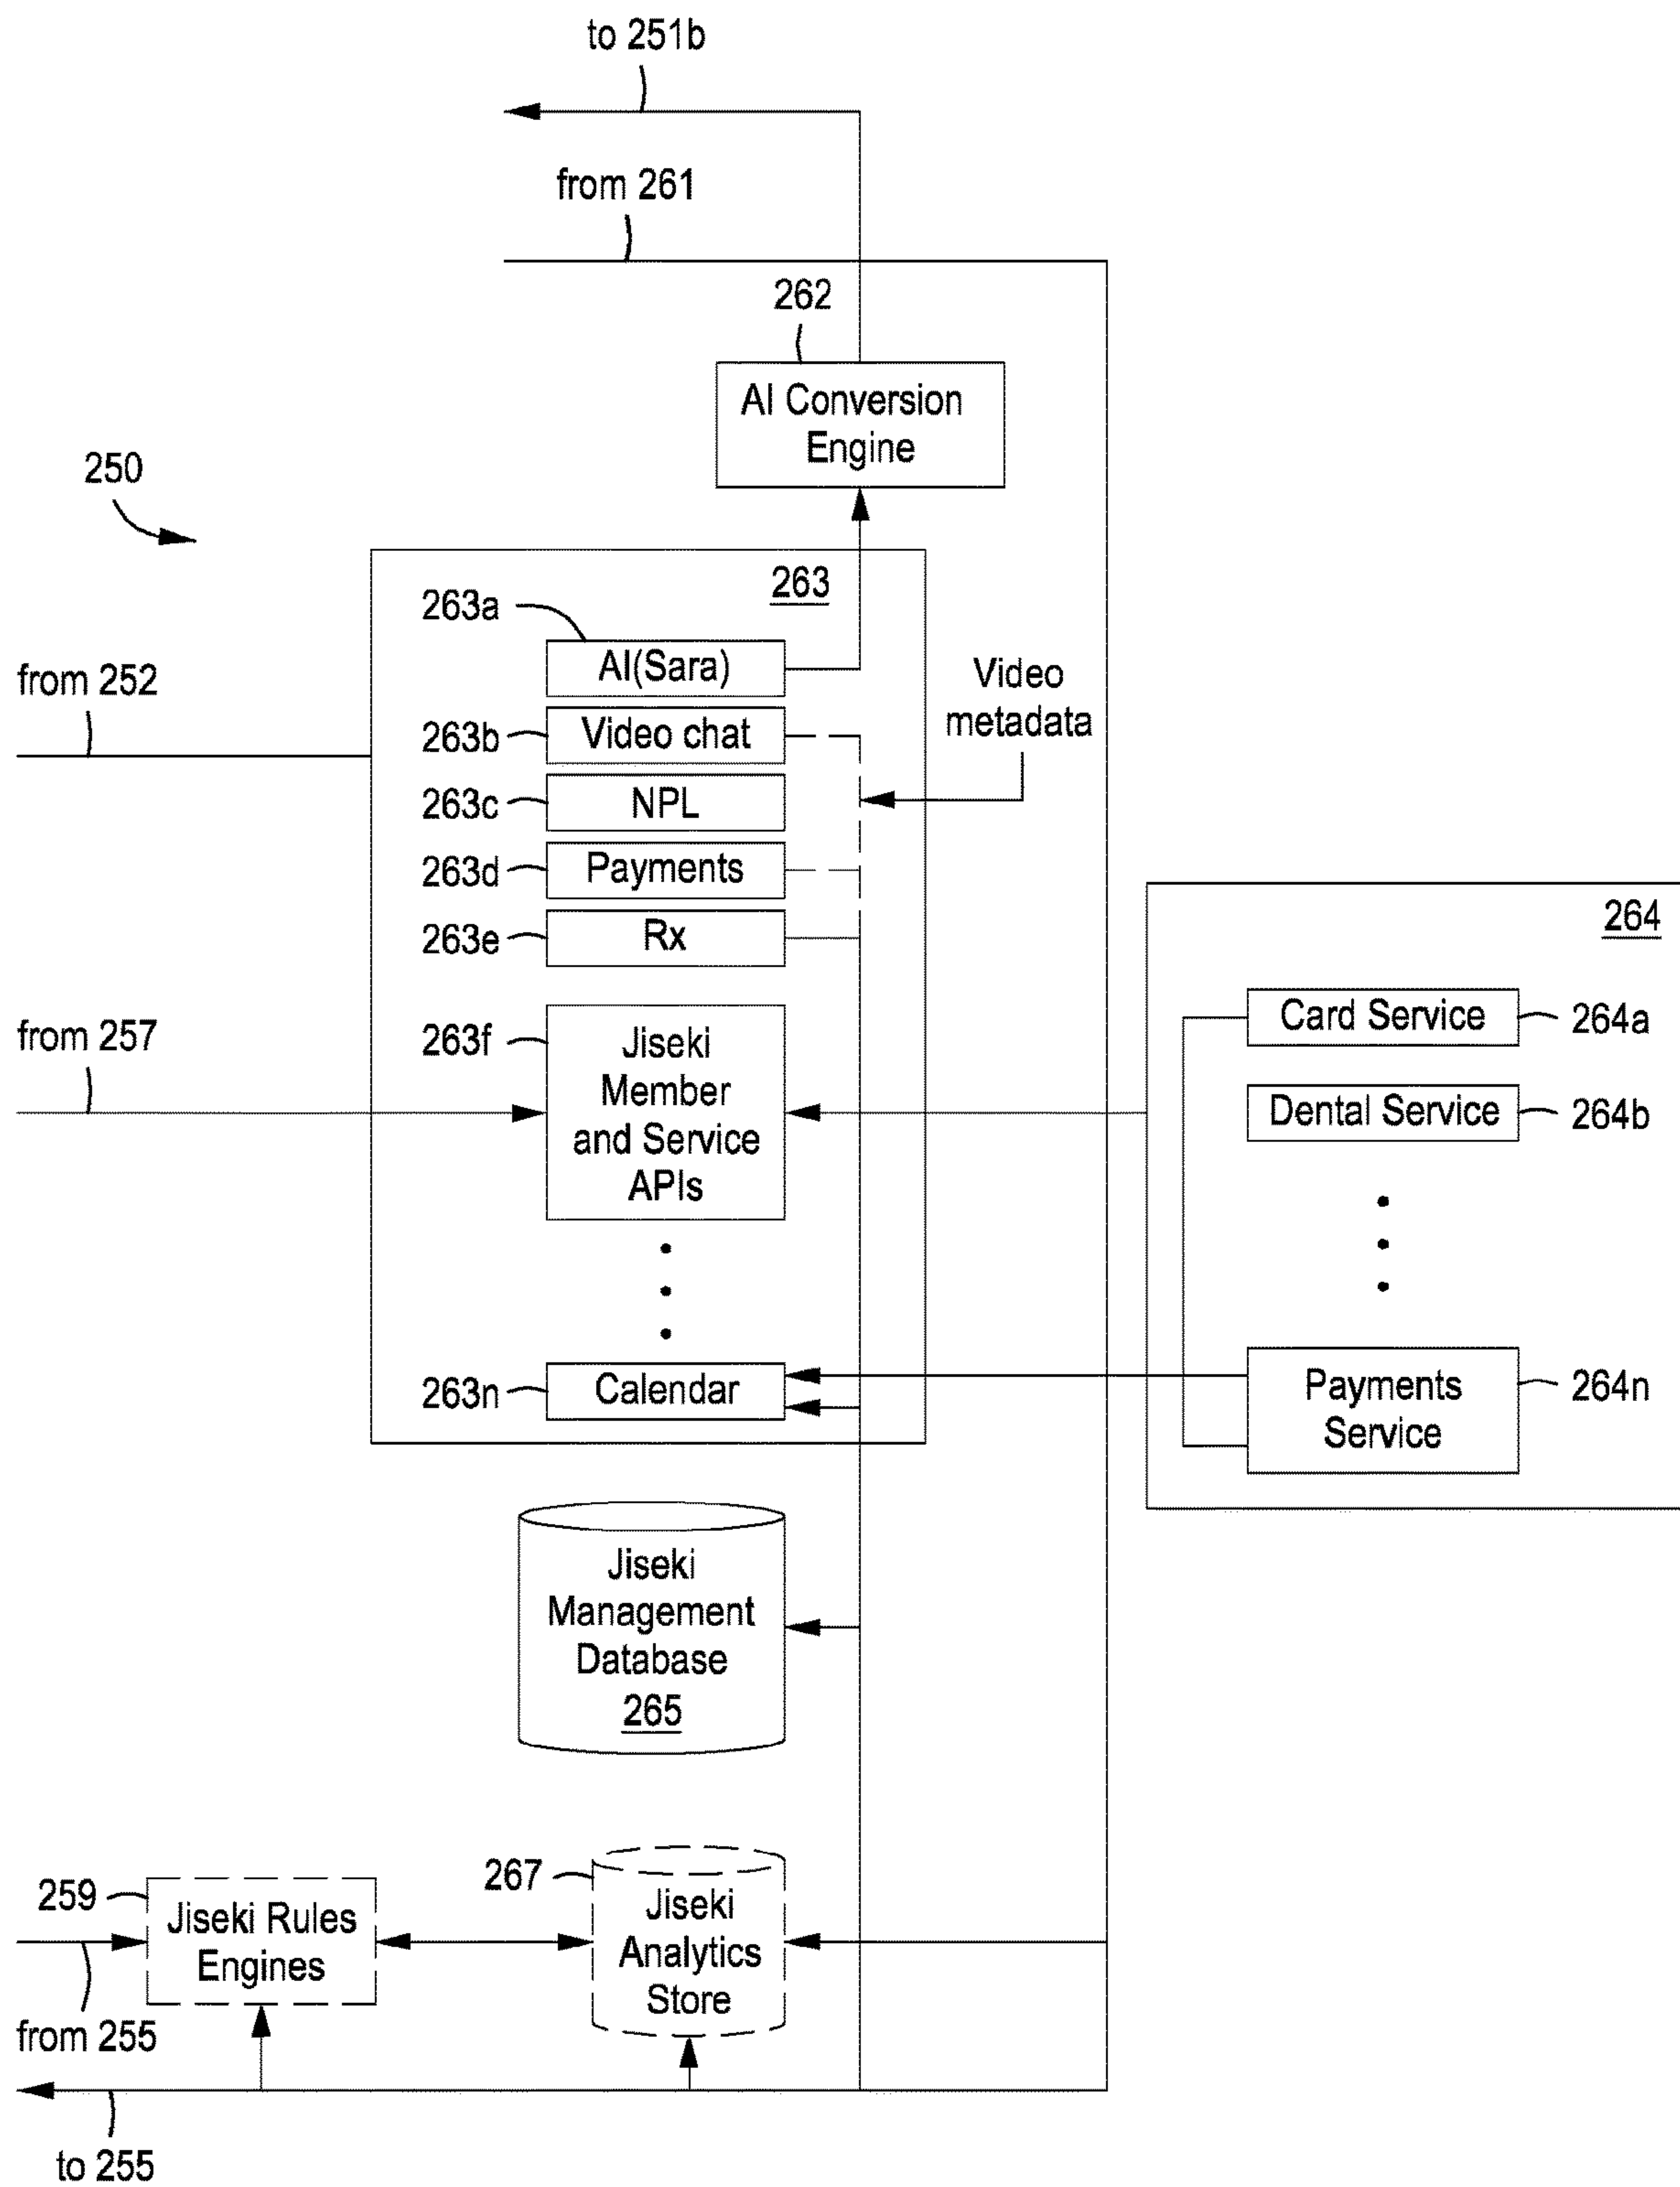 to 251b
from 261
262
AI Conversion
Engine
250
263
263a
AI(Sara)
from 252
Video
metadata
263b
Video chat
263c
NPL
263d
Payments
263e
Rx
264
Card Service
264a
from 257
263f
Jiseki
Member
and Service
APIs
Dental Service
264b
263n
Calendar
Payments
Service
264n
Jiseki
Management
Database
265
259
Jiseki Rules
Engines
267
Jiseki
Analytics
Store
from 255
to 255